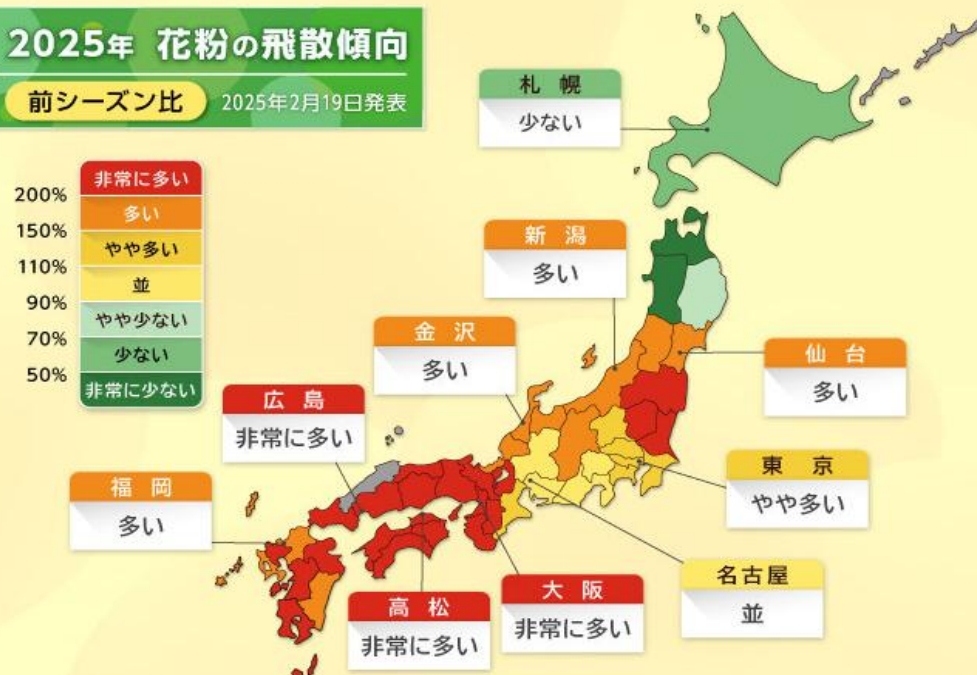 2025年 花粉の飛散傾向
前シーズン比 2025年2月19日発表
非常に多い
200%
多い
150%
やや多い
110%
並
90%
やや少ない
70%
少ない
50%
非常に少ない
札幌
少ない
新潟
多い
金沢
多い
仙台
多い
広島
非常に多い
東京
やや多い
福岡
多い
名古屋
並
高松
非常に多い
大阪
非常に多い